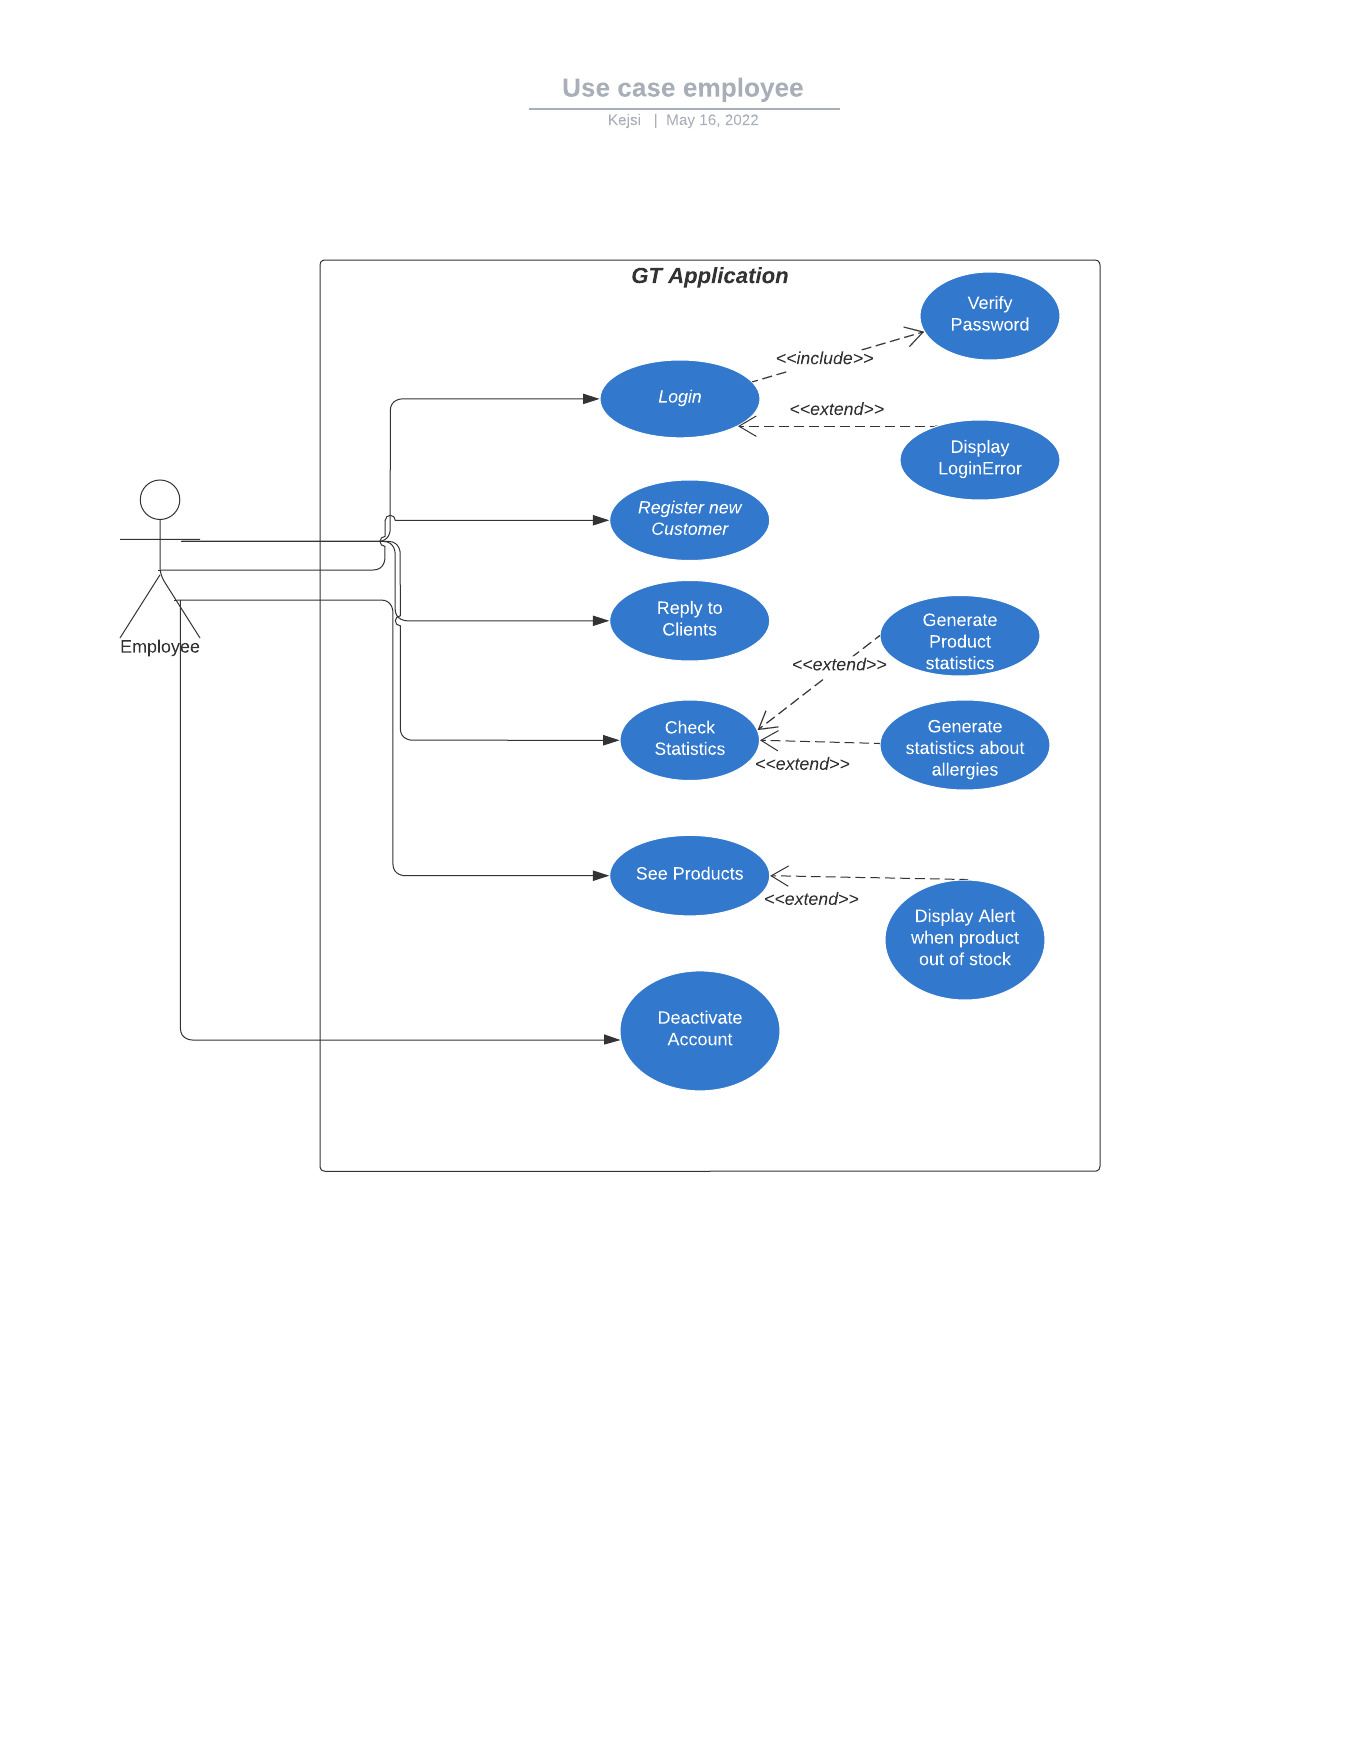 Use case employee
Kejsi | May 16, 2022
GT Application
Verify
Password
<<include>>
Login
<<extend>>
Display
LoginError
Register new
Customer
Employee
Reply to
Clients
Generate
Product
statistics
<<extend>>
Check
Statistics
Generate
statistics about
allergies
<<extend>>
See Products
<<extend>>
Display Alert
when product
out of stock
Deactivate
Account